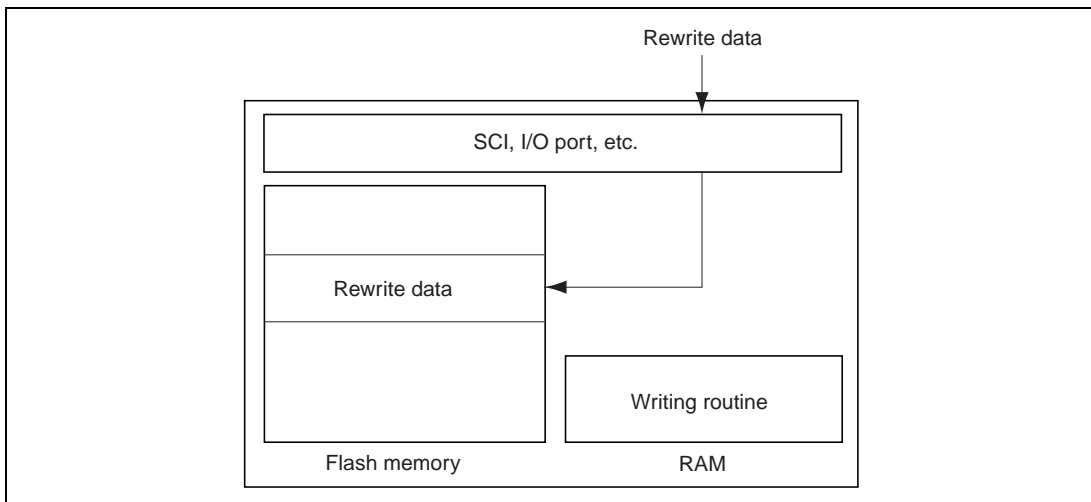 Rewrite data
SCI, I/O port, etc.
Rewrite data
Writing routine
Flash memory
RAM